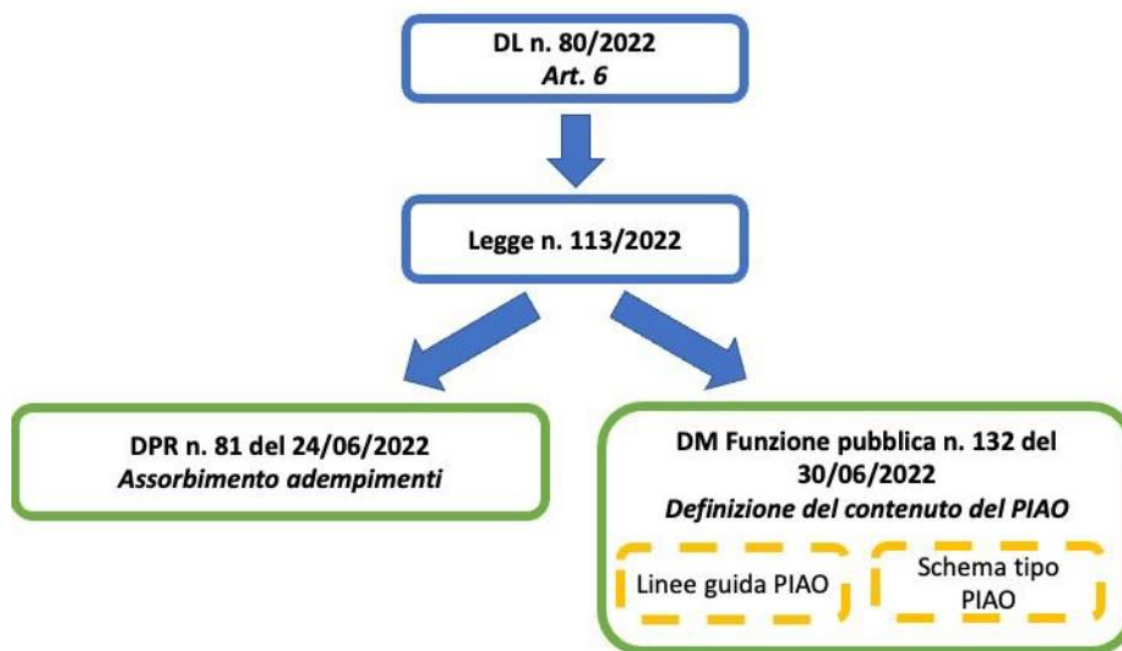 DL n. 80/2022
Art. 6
Legge n. 113/2022
DPR n. 81 del 24/06/2022
Assorbimento adempimenti
DM Funzione pubblica n. 132 del
30/06/2022
Definizione del contenuto del PIAO
Linee guida PIAO
Schema tipo
PIAO